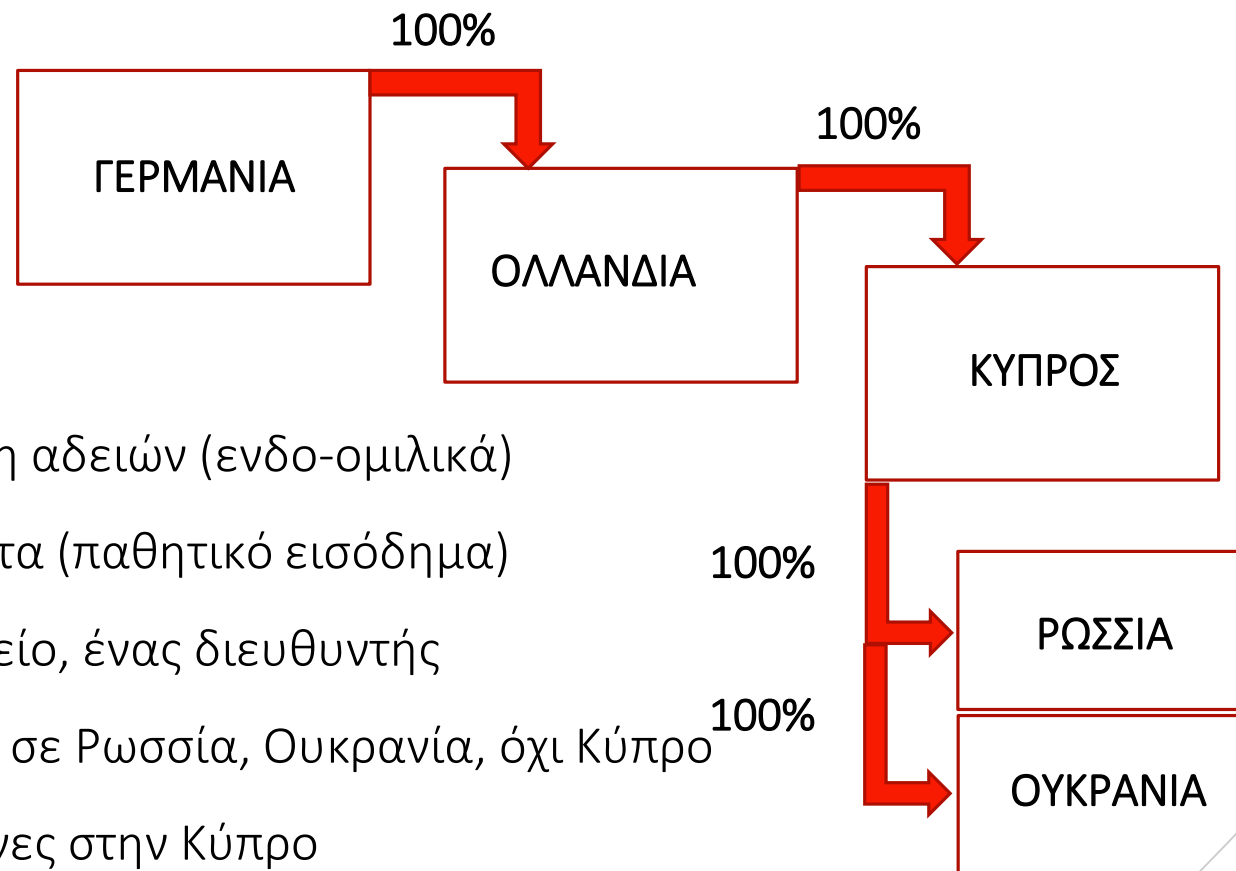 100%
ΓΕΡΜΑΝΙΑ
100%
ΟΛΛΑΝΔΙΑ
ΚΥΠΡΟΣ
η αδειών (ενδο-ομιλικά)
τα (παθητικό εισόδημα)
100%
είο, ένας διευθυντής
ΡΩΣΣΙΑ
100%
σε Ρωσσία, Ουκρανία, όχι Κύπρο
ΟΥΚΡΑΝΙΑ
νες στην Κύπρο